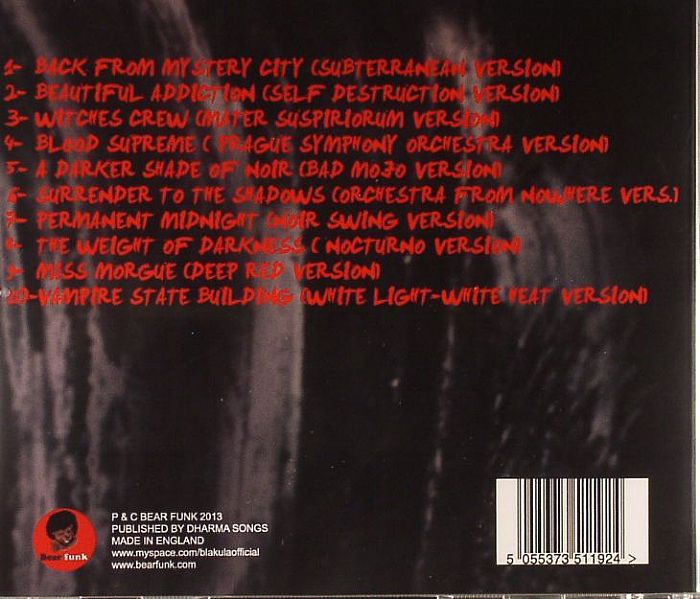 1- BACK FROM MYSTERY CITY (SUBTERRANEAN VERSION)
2- BEAUTIFUL ADDICTION (SELF DESTRUCTION VERSION)
3- WITCHES CREW (MATER SUSPIRIORUM VERSION)
4- BLOOD SUPREME ( PRAGUE SYMPHONY ORCHESTRA VERSION)
5- A DARKER SHADE OF NOIR (BAD MOJO VERSION)
6- SURRENDER TO THE SHADOWS (ORCHESTRA FROM NOWHERE VERS.)
7- PERMANENT MIDNIGHT (NOIR SWING VERSION)
8- THE WEIGHT OF DARKNESS ( NOCTURNO VERSION)
9- MISS MORGUE (DEEP RED VERSION)
10-VAMPIRE STATE BUILDING (WHITE LIGHT-WHITE HEAT VERSION)
Bear funk
P & C BEAR FUNK 2013
PUBLISHED BY DHARMA SONGS
MADE IN ENGLAND
www.myspace.com/blakulaofficial
www.bearfunk.com
5 055373 511924 >